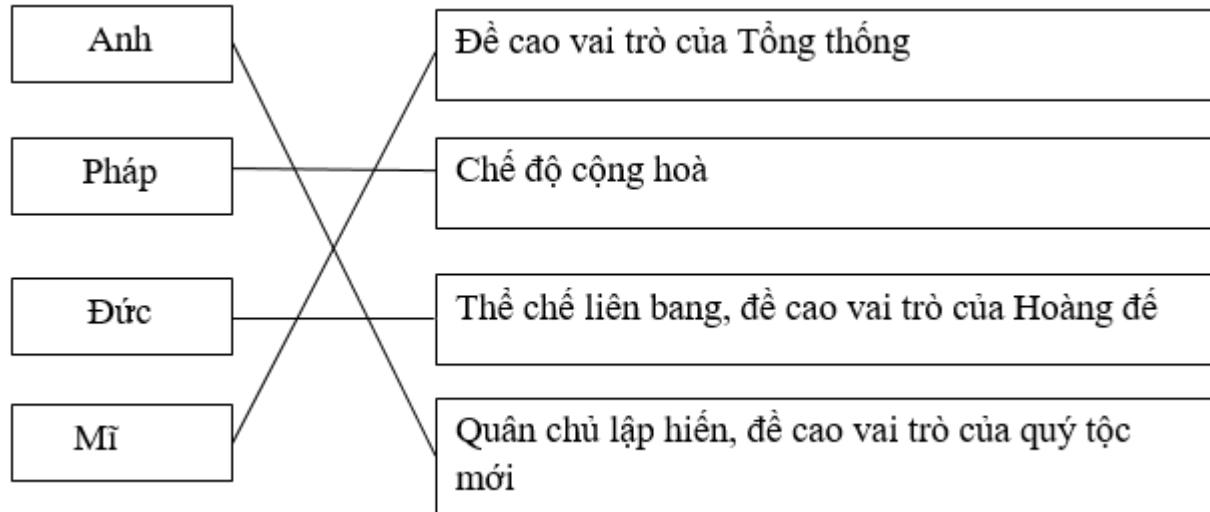 Anh
Đề cao vai trò của Tổng thống
Pháp
Chế độ cộng hoà
Đức
Thể chế liên bang, đề cao vai trò của Hoàng đế
Mĩ
Quân chủ lập hiến, đề cao vai trò của quý tộc
mới